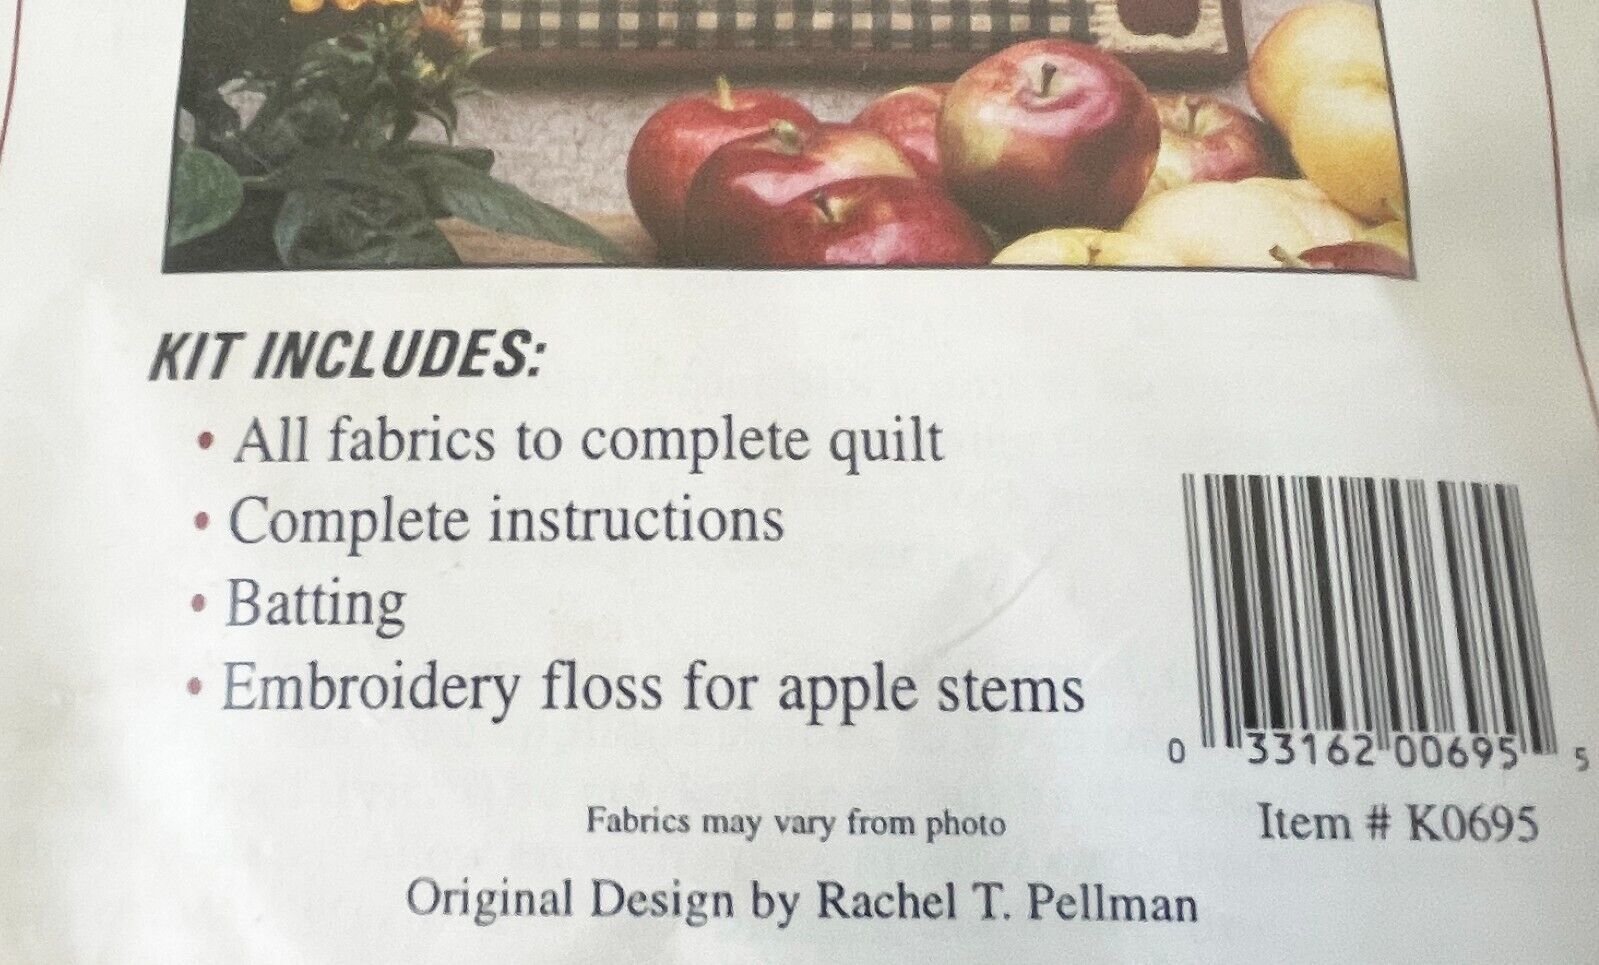 KIT INCLUDES:
• All fabrics to complete quilt
• Complete instructions
• Batting
• Embroidery floss for apple stems
0 33162 00695 5
Fabrics may vary from photo
Item # K0695
Original Design by Rachel T. Pellman